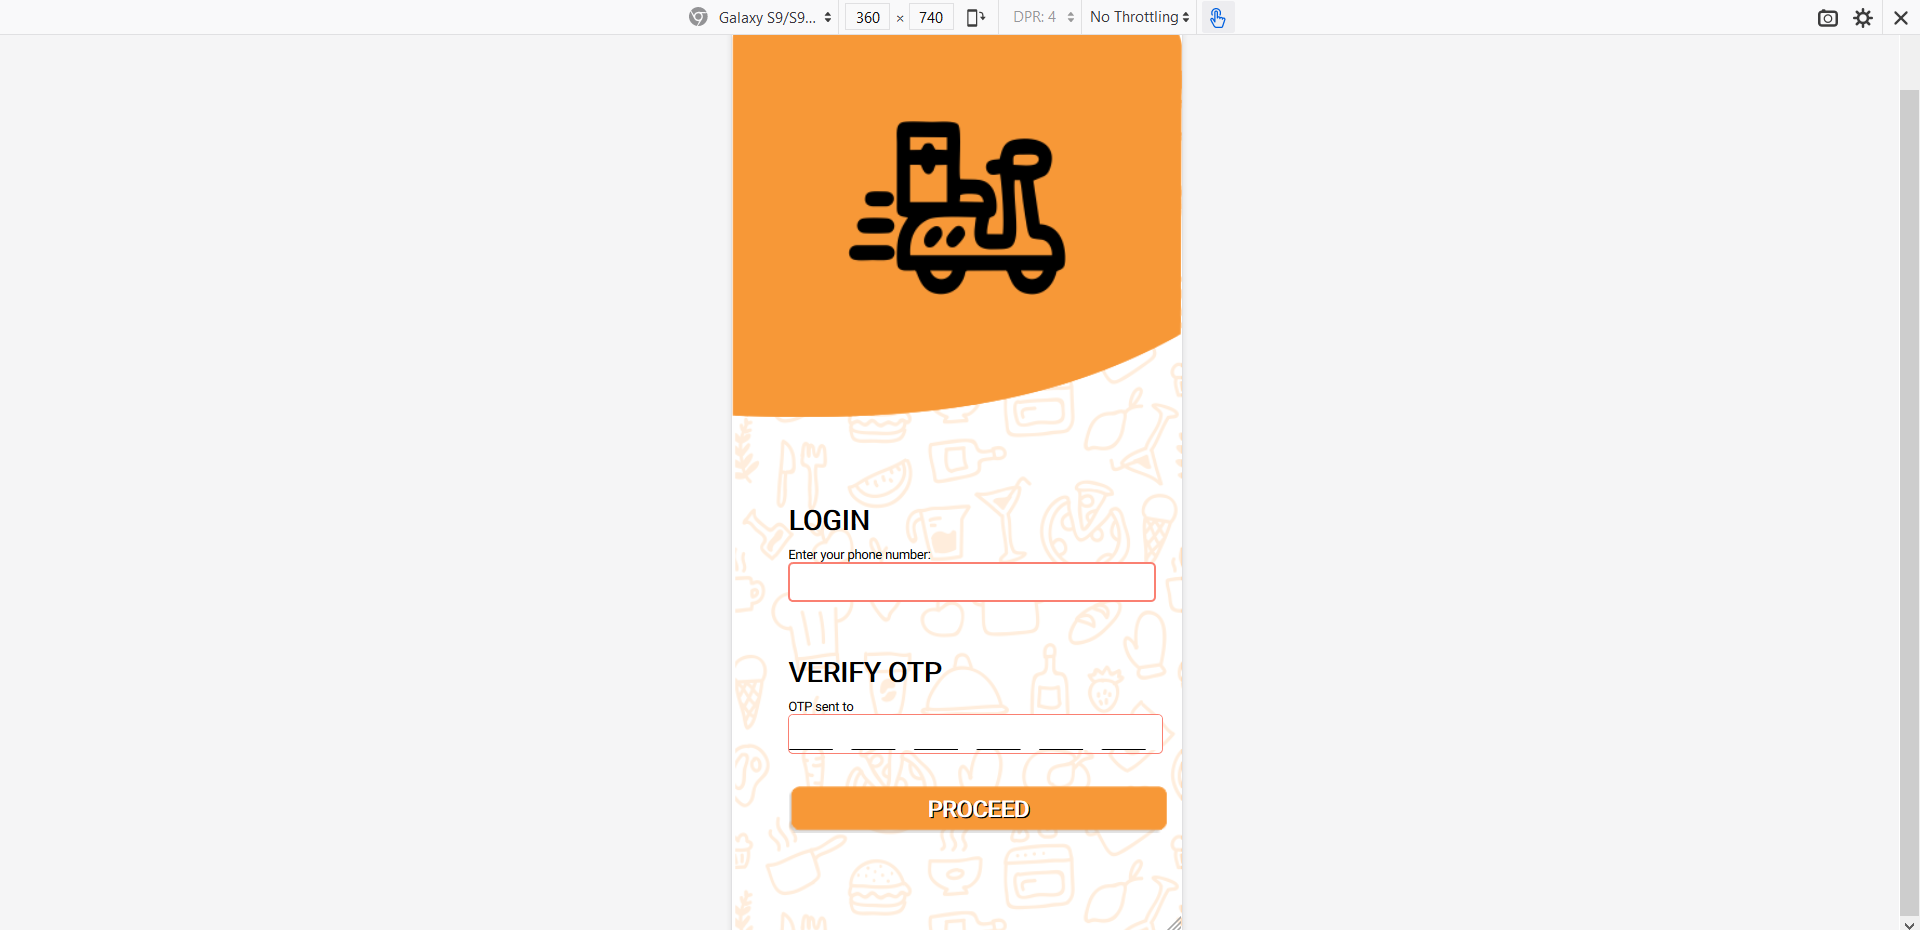 Galaxy S9/S9... 360 × 740 DPR: 4 No Throttling
LOGIN
Enter your phone number:
VERIFY OTP
OTP sent to
PROCEED